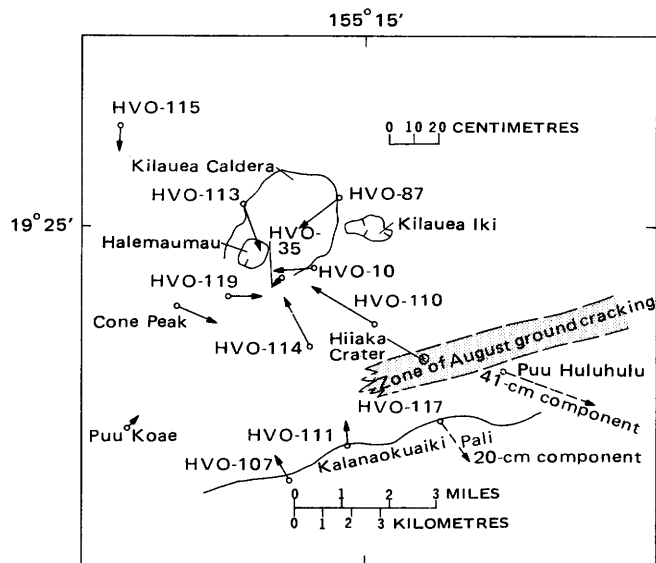 155° 15'
HVO-115
0 10 20 CENTIMETRES
Kilauea Caldera
HVO-113
HVO-87
19° 25'
HVO-
35
Kilauea Iki
Halemaumau
HVO-10
HVO-119
HVO-110
Cone Peak
Hiiaka
Crater
HVO-114
Zone of August ground cracking
Puu Huluhulu
41-cm component
HVO-117
Puu Koae
HVO-111
Kalanaokuaiki Pali
20-cm component
HVO-107
0 1 2 3 MILES
0 1 2 3 KILOMETRES